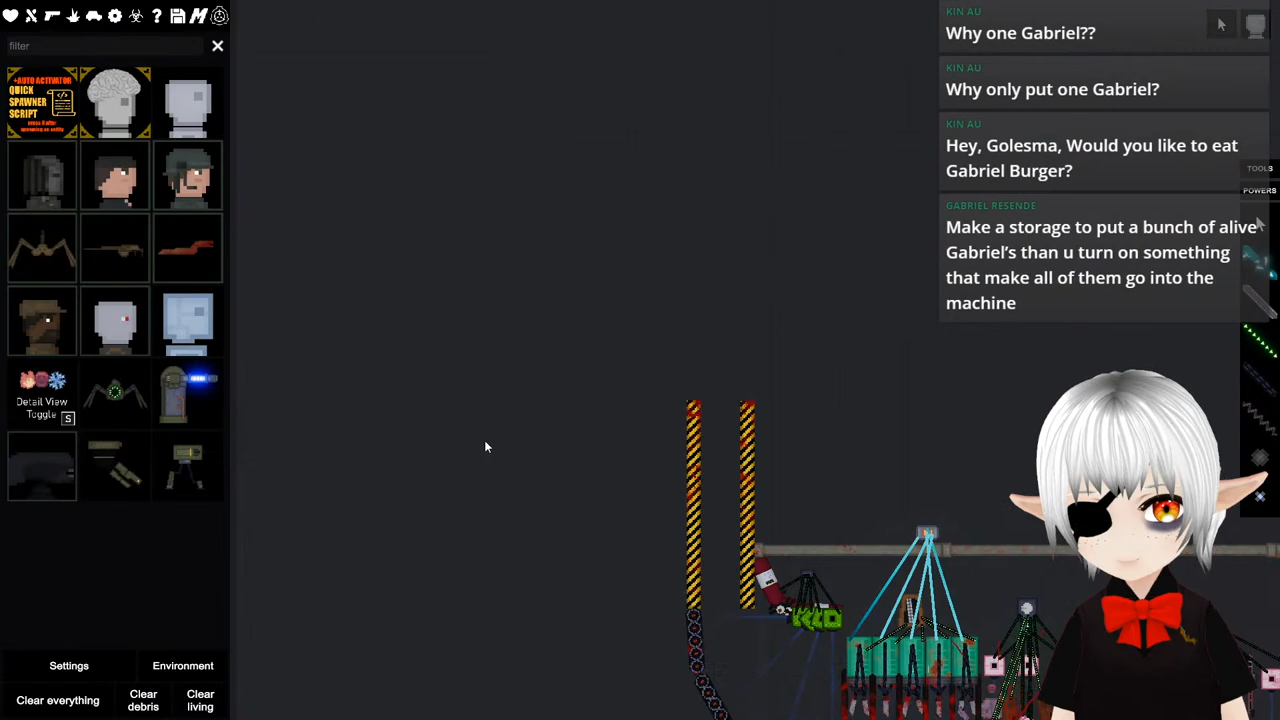 filter
+AUTO ACTIVATOR
QUICK
SPAWNER
SCRIPT
Detail View
Toggle S
Settings
Environment
Clear everything
Clear
debris
Clear
living
KIN AU
Why one Gabriel??
KIN AU
Why only put one Gabriel?
KIN AU
Hey, Golesma, Would you like to eat
Gabriel Burger?
GABRIEL RESENDE
Make a storage to put a bunch of alive
Gabriel's than u turn on something
that make all of them go into the
machine
TOOLS
POWERS